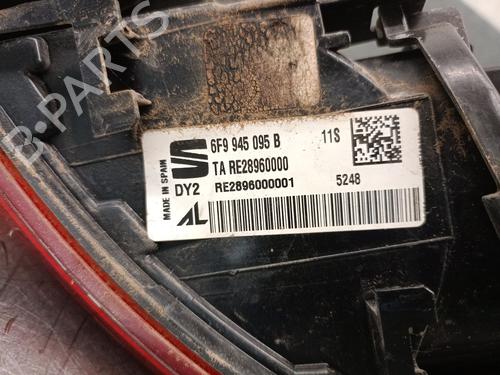 B-PARTS
MADE IN SPAIN
6F9 945 095 B 11S
TA RE28960000
DY2 RE2896000001 5248
AL